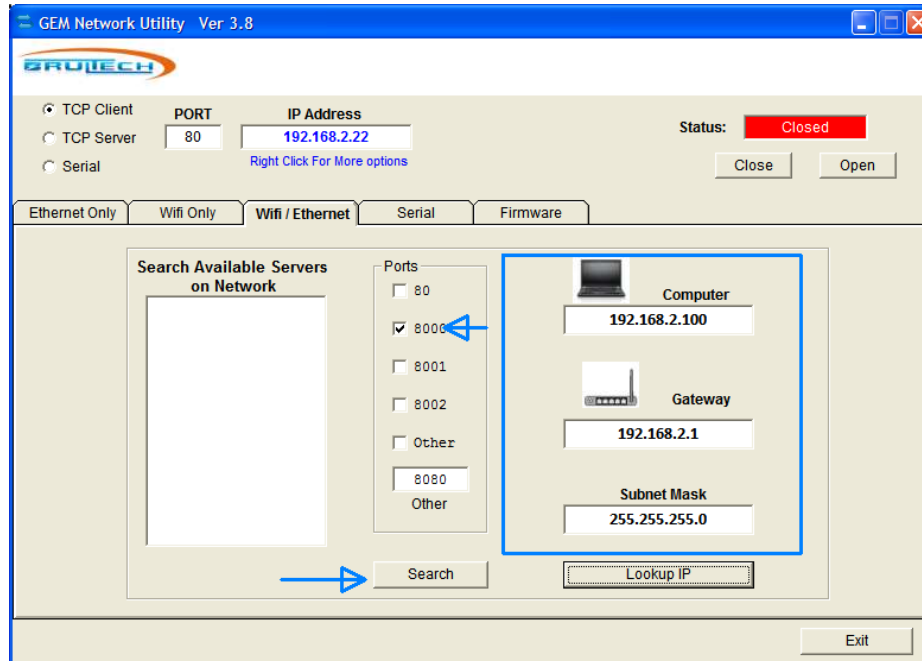 GEM Network Utility Ver 3.8
BRULTECH
TCP Client
TCP Server
Serial
PORT
80
IP Address
192.168.2.22
Right Click For More options
Status: Closed
Close Open
Ethernet Only Wifi Only Wifi / Ethernet Serial Firmware
Search Available Servers
on Network
Ports
80
8000
8001
8002
Other
8080
Other
Search
Computer
192.168.2.100
Gateway
192.168.2.1
Subnet Mask
255.255.255.0
Lookup IP
Exit